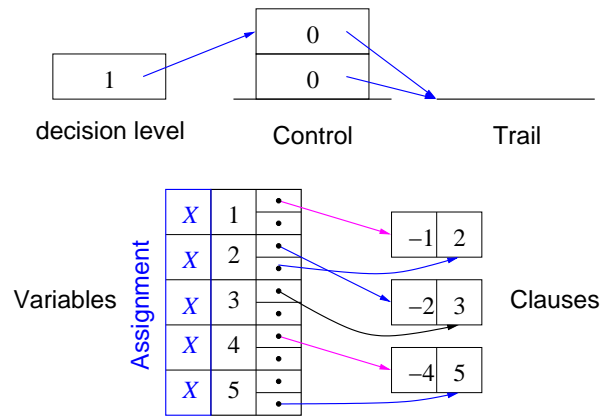 0
1 0
decision level Control Trail
X 1
−1 2
X 2
Variables Assignment X 3 −2 3 Clauses
X 4
−4 5
X 5